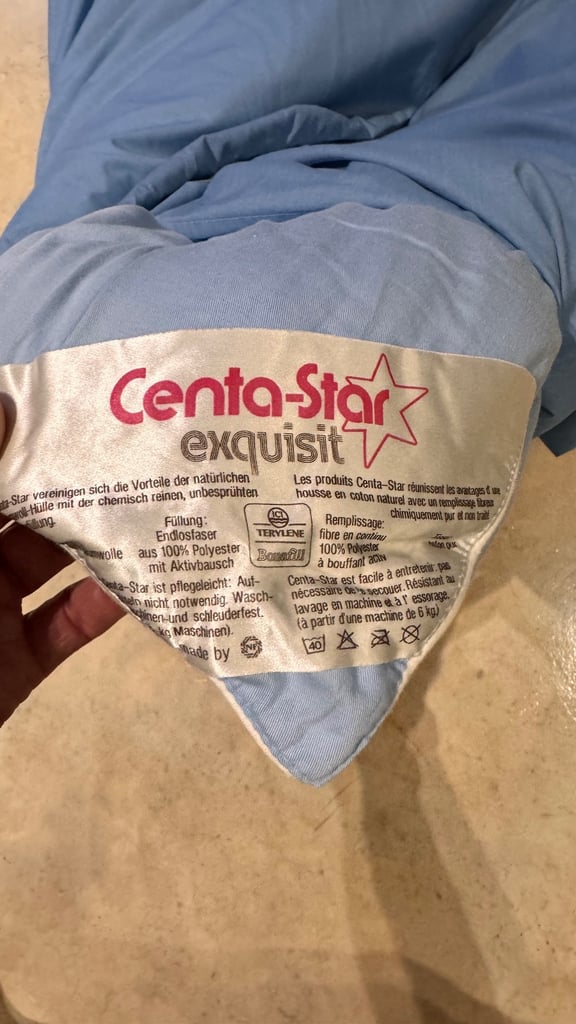 Centa-Star
exquisit
ta-Star vereinigen sich die Vorteile der natürlichen
-Hülle mit der chemisch reinen, unbesprühten
Füllung:
Endlosfaser
aus 100% Polyester
mit Aktivbausch
Star ist pflegeleicht: Auf-
nicht notwendig. Wasch-
und schleuderfest.
kg Maschinen).
made by
ICI
TERYLENE
Bonafill
Les produits Centa-Star réunissent les avantages d'une
housse en coton naturel avec un remplissage
chimiquement pur et non traité
Remplissage:
fibre en continu
100% Polyester
à bouffant actif
Centa-Star est facile à entretenir: pas
nécessaire de secouer. Résistant au
lavage en machine et à l'essorage.
(à partir d'une machine de 6 kg)
40